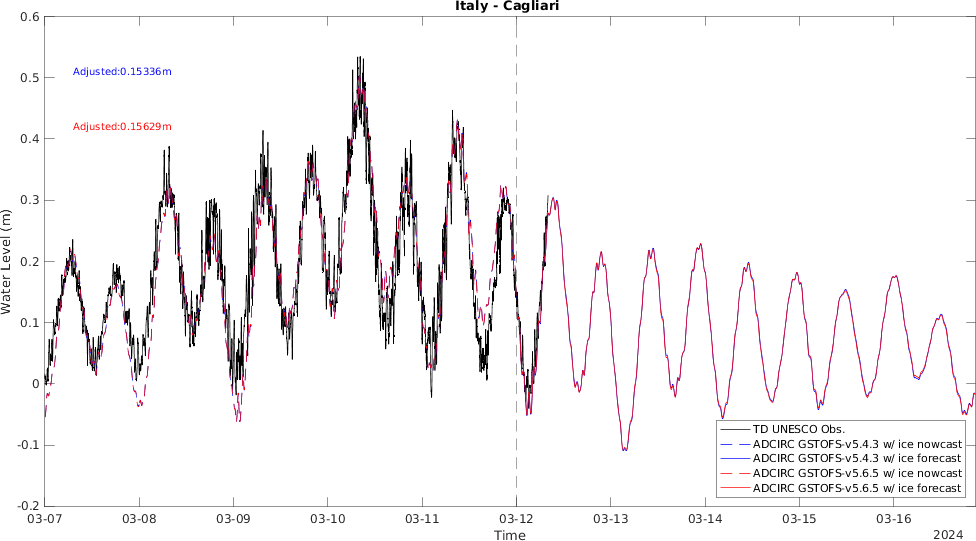 Italy - Cagliari
0.6
0.5
0.4
0.3
0.2
0.1
0
-0.1
-0.2
Water Level (m)
Adjusted:0.15336m
Adjusted:0.15629m
TD UNESCO Obs.
ADCIRC GSTOFS-v5.4.3 w/ ice nowcast
ADCIRC GSTOFS-v5.4.3 w/ ice forecast
ADCIRC GSTOFS-v5.6.5 w/ ice nowcast
ADCIRC GSTOFS-v5.6.5 w/ ice forecast
03-07 03-08 03-09 03-10 03-11 03-12 03-13 03-14 03-15 03-16
Time
2024